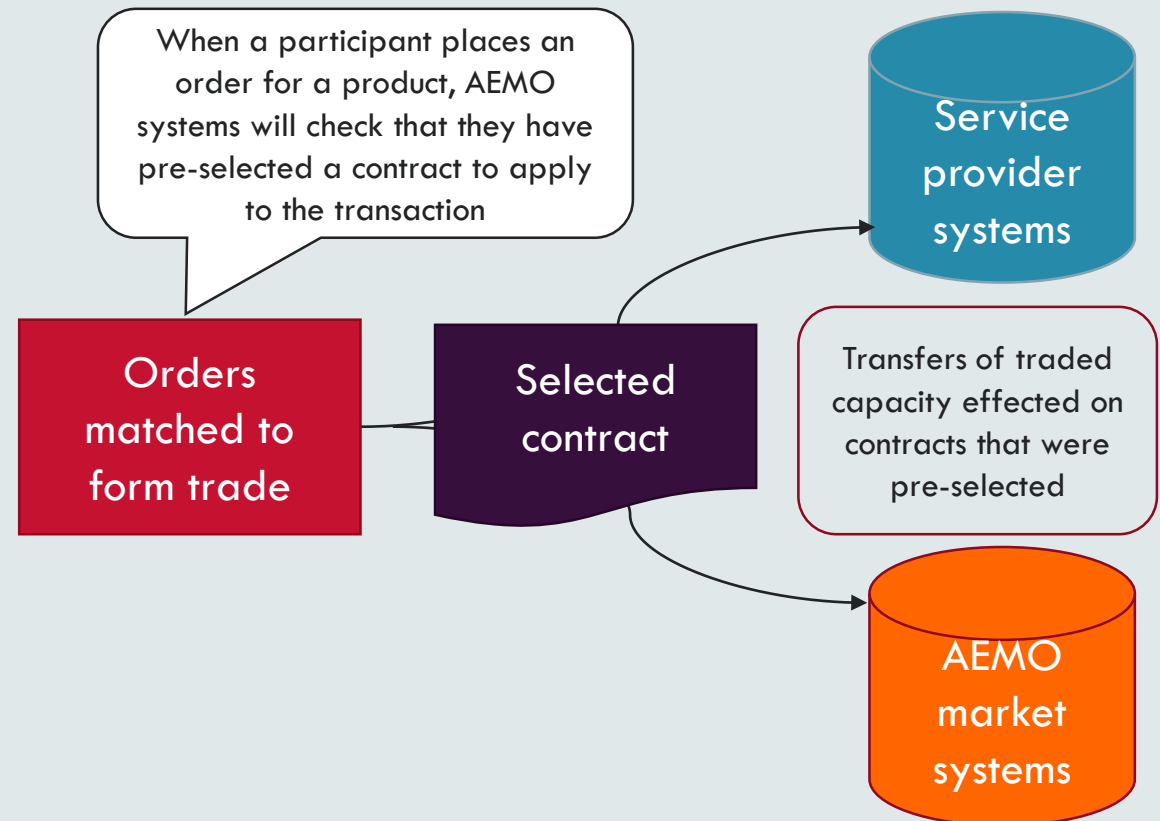 When a participant places an
order for a product, AEMO
systems will check that they have
pre-selected a contract to apply
to the transaction
Service
provider
systems
Orders
matched to
form trade
Selected
contract
Transfers of traded
capacity effected on
contracts that were
pre-selected
AEMO
market
systems